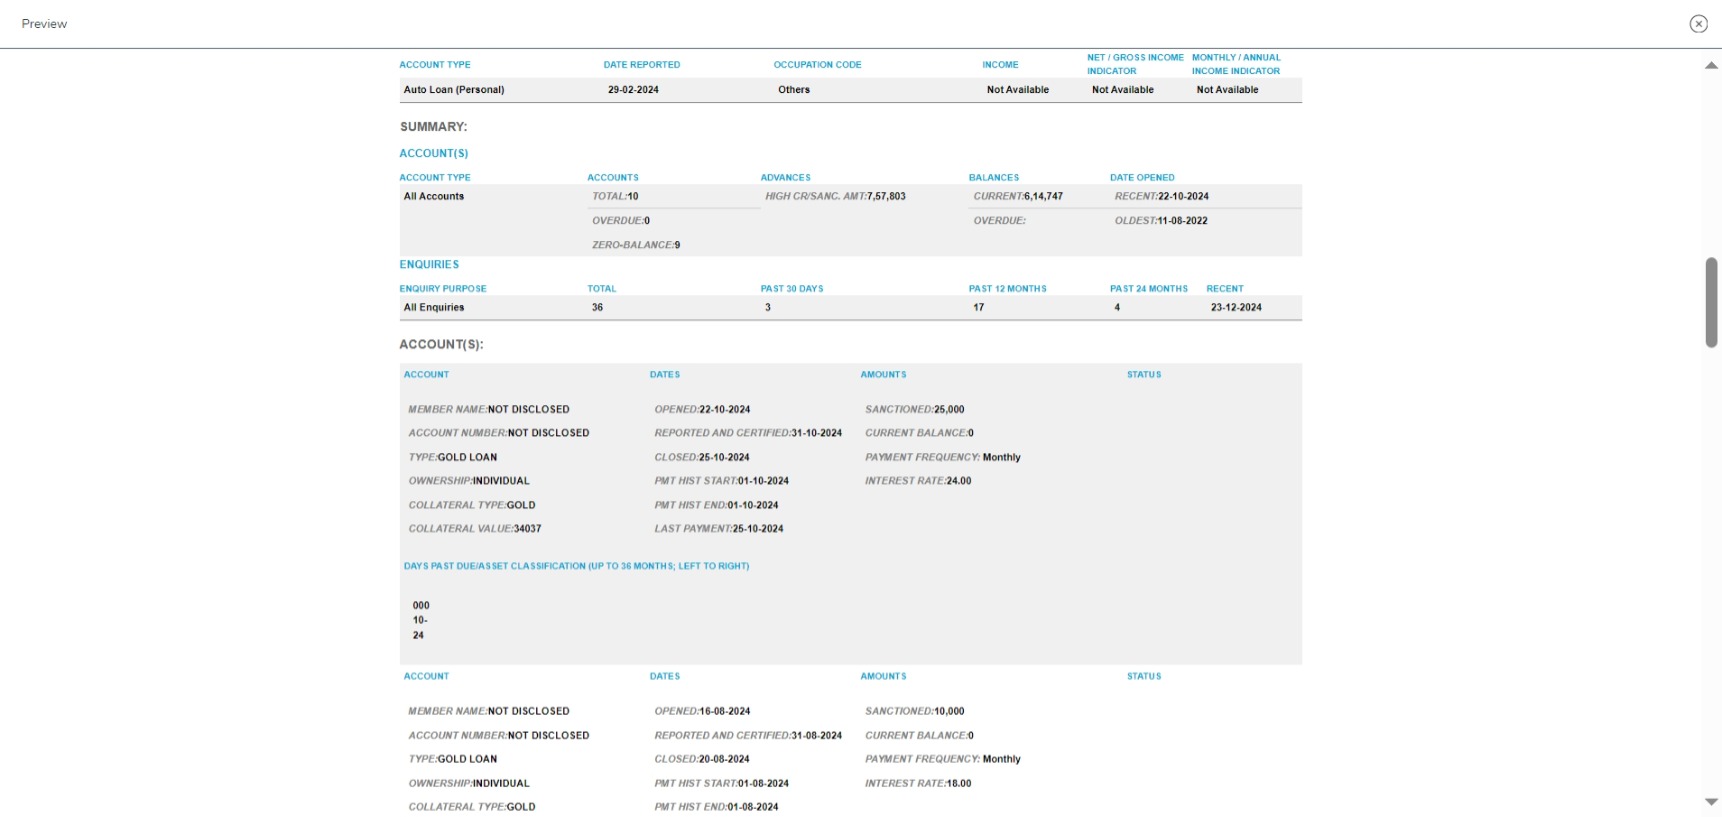 Preview
ACCOUNT TYPE DATE REPORTED OCCUPATION CODE INCOME NET / GROSS INCOME INDICATOR MONTHLY / ANNUAL INCOME INDICATOR
Auto Loan (Personal) 29-02-2024 Others Not Available Not Available Not Available
SUMMARY:
ACCOUNT(S)
ACCOUNT TYPE ACCOUNTS ADVANCES BALANCES DATE OPENED
All Accounts TOTAL:10 HIGH CR/SANC. AMT:7,57,803 CURRENT:6,14,747 RECENT:22-10-2024
OVERDUE:0 OVERDUE: OLDEST:11-08-2022
ZERO-BALANCE:9
ENQUIRIES
ENQUIRY PURPOSE TOTAL PAST 30 DAYS PAST 12 MONTHS PAST 24 MONTHS RECENT
All Enquiries 36 3 17 4 23-12-2024
ACCOUNT(S):
ACCOUNT DATES AMOUNTS STATUS
MEMBER NAME:NOT DISCLOSED OPENED:22-10-2024 SANCTIONED:25,000
ACCOUNT NUMBER:NOT DISCLOSED REPORTED AND CERTIFIED:31-10-2024 CURRENT BALANCE:0
TYPE:GOLD LOAN CLOSED:25-10-2024 PAYMENT FREQUENCY: Monthly
OWNERSHIP:INDIVIDUAL PMT HIST START:01-10-2024 INTEREST RATE:24.00
COLLATERAL TYPE:GOLD PMT HIST END:01-10-2024
COLLATERAL VALUE:34037 LAST PAYMENT:25-10-2024
DAYS PAST DUE/ASSET CLASSIFICATION (UP TO 36 MONTHS; LEFT TO RIGHT)
000
10-
24
ACCOUNT DATES AMOUNTS STATUS
MEMBER NAME:NOT DISCLOSED OPENED:16-08-2024 SANCTIONED:10,000
ACCOUNT NUMBER:NOT DISCLOSED REPORTED AND CERTIFIED:31-08-2024 CURRENT BALANCE:0
TYPE:GOLD LOAN CLOSED:20-08-2024 PAYMENT FREQUENCY: Monthly
OWNERSHIP:INDIVIDUAL PMT HIST START:01-08-2024 INTEREST RATE:18.00
COLLATERAL TYPE:GOLD PMT HIST END:01-08-2024